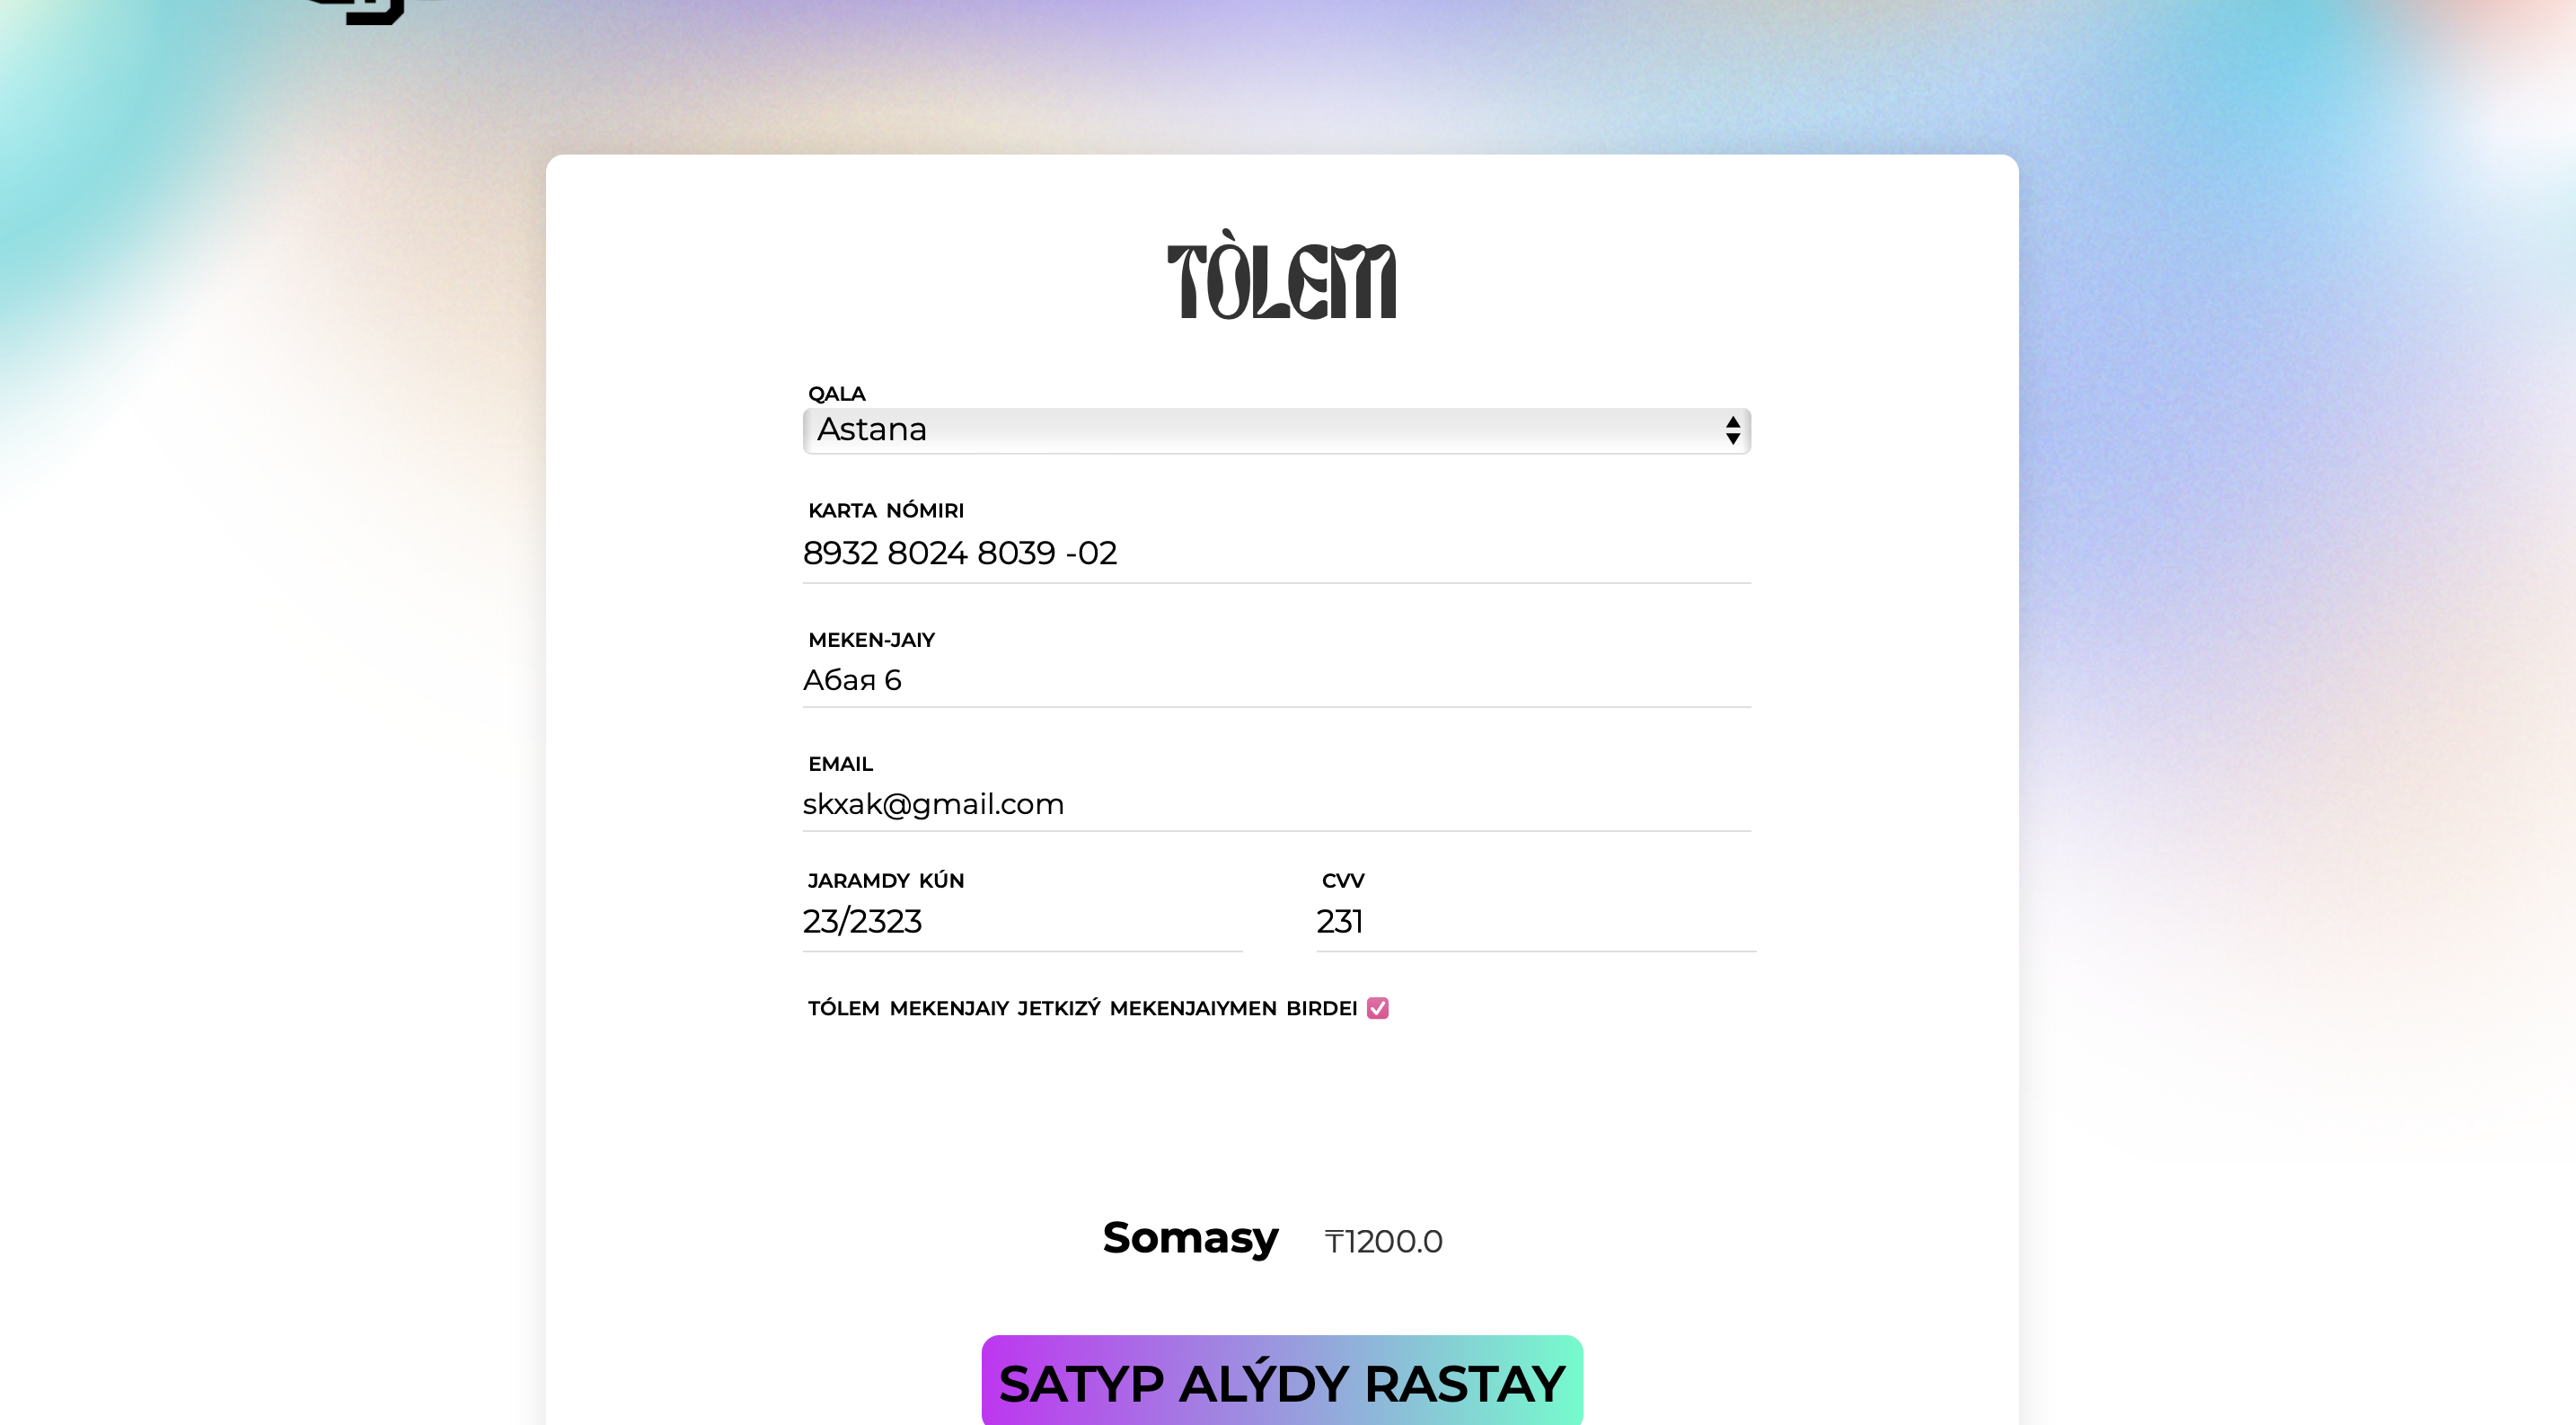 TÒLEM
QALA
Astana
KARTA NÓMIRI
8932 8024 8039 -02
MEKEN-JAIY
Абая 6
EMAIL
skxak@gmail.com
JARAMDY KÚN
CVV
23/2323
231
TÓLEM MEKENJAIY JETKIZÝ MEKENJAIYMEN BIRDEI
Somasy ₸1200.0
SATYP ALÝDY RASTAY